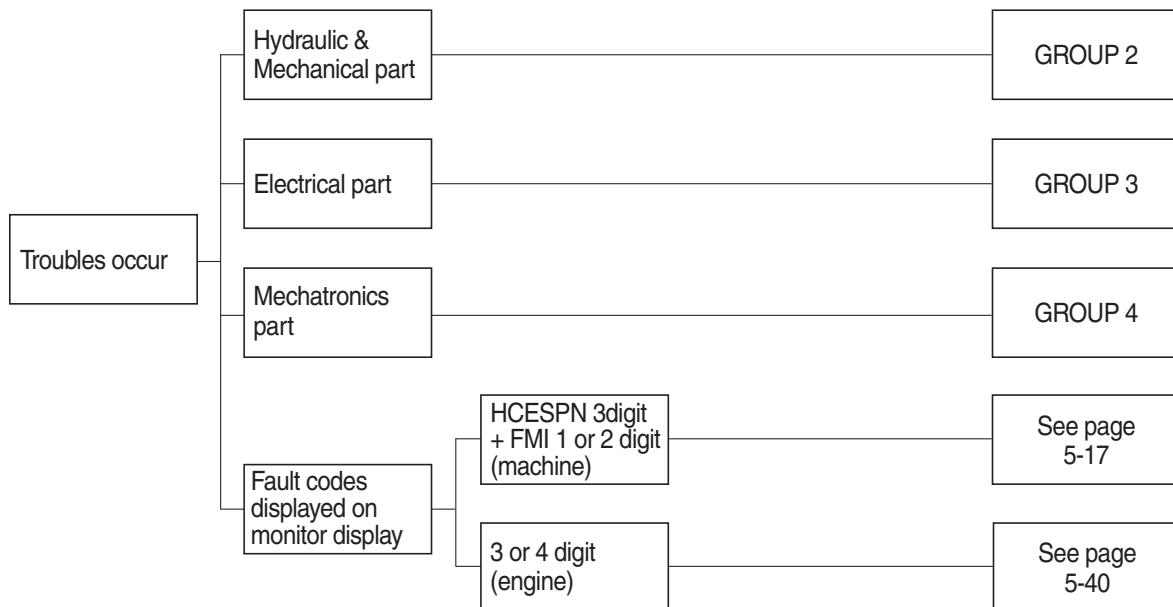 Hydraulic &
Mechanical part
GROUP 2
Electrical part
GROUP 3
Troubles occur
Mechatronics
part
GROUP 4
HCESPN 3digit
+ FMI 1 or 2 digit
(machine)
See page
5-17
Fault codes
displayed on
monitor display
3 or 4 digit
(engine)
See page
5-40